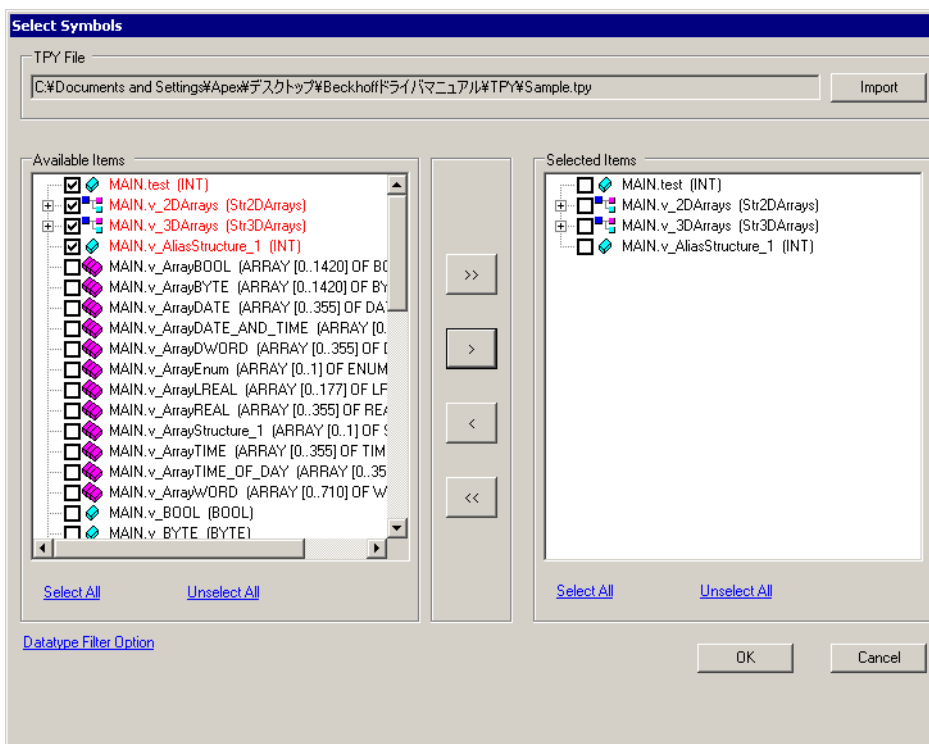 Select Symbols
TPY File
C:¥Documents and Settings¥Apex¥デスクトップ¥Beckhoffドライバマニュアル¥TPY¥Sample.tpy
Import
Available Items
MAIN.test (INT)
MAIN.v_2DArrays (Str2DArrays)
MAIN.v_3DArrays (Str3DArrays)
MAIN.v_AliasStructure_1 (INT)
MAIN.v_ArrayBOOL (ARRAY [0..1420] OF BO
MAIN.v_ArrayBYTE (ARRAY [0..1420] OF BY
MAIN.v_ArrayDATE (ARRAY [0..355] OF DA
MAIN.v_ArrayDATE_AND_TIME (ARRAY [0.
MAIN.v_ArrayDWORD (ARRAY [0..355] OF D
MAIN.v_ArrayEnum (ARRAY [0..1] OF ENUM
MAIN.v_ArrayLREAL (ARRAY [0..177] OF LR
MAIN.v_ArrayREAL (ARRAY [0..355] OF REA
MAIN.v_ArrayStructure_1 (ARRAY [0..1] OF S
MAIN.v_ArrayTIME (ARRAY [0..355] OF TIM
MAIN.v_ArrayTIME_OF_DAY (ARRAY [0..35
MAIN.v_ArrayWORD (ARRAY [0..710] OF W
MAIN.v_BOOL (BOOL)
MAIN.v_BYTE (BYTE)
Select All Unselect All
>>
>
<
<<
Selected Items
MAIN.test (INT)
MAIN.v_2DArrays (Str2DArrays)
MAIN.v_3DArrays (Str3DArrays)
MAIN.v_AliasStructure_1 (INT)
Select All Unselect All
Datatype Filter Option
OK
Cancel